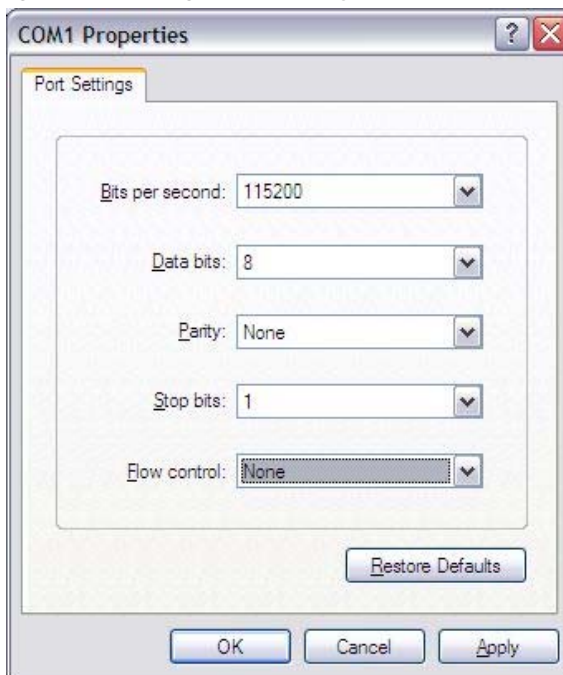 COM1 Properties
?
Port Settings
Bits per second: 115200
Data bits: 8
Parity: None
Stop bits: 1
Flow control: None
Restore Defaults
OK Cancel Apply